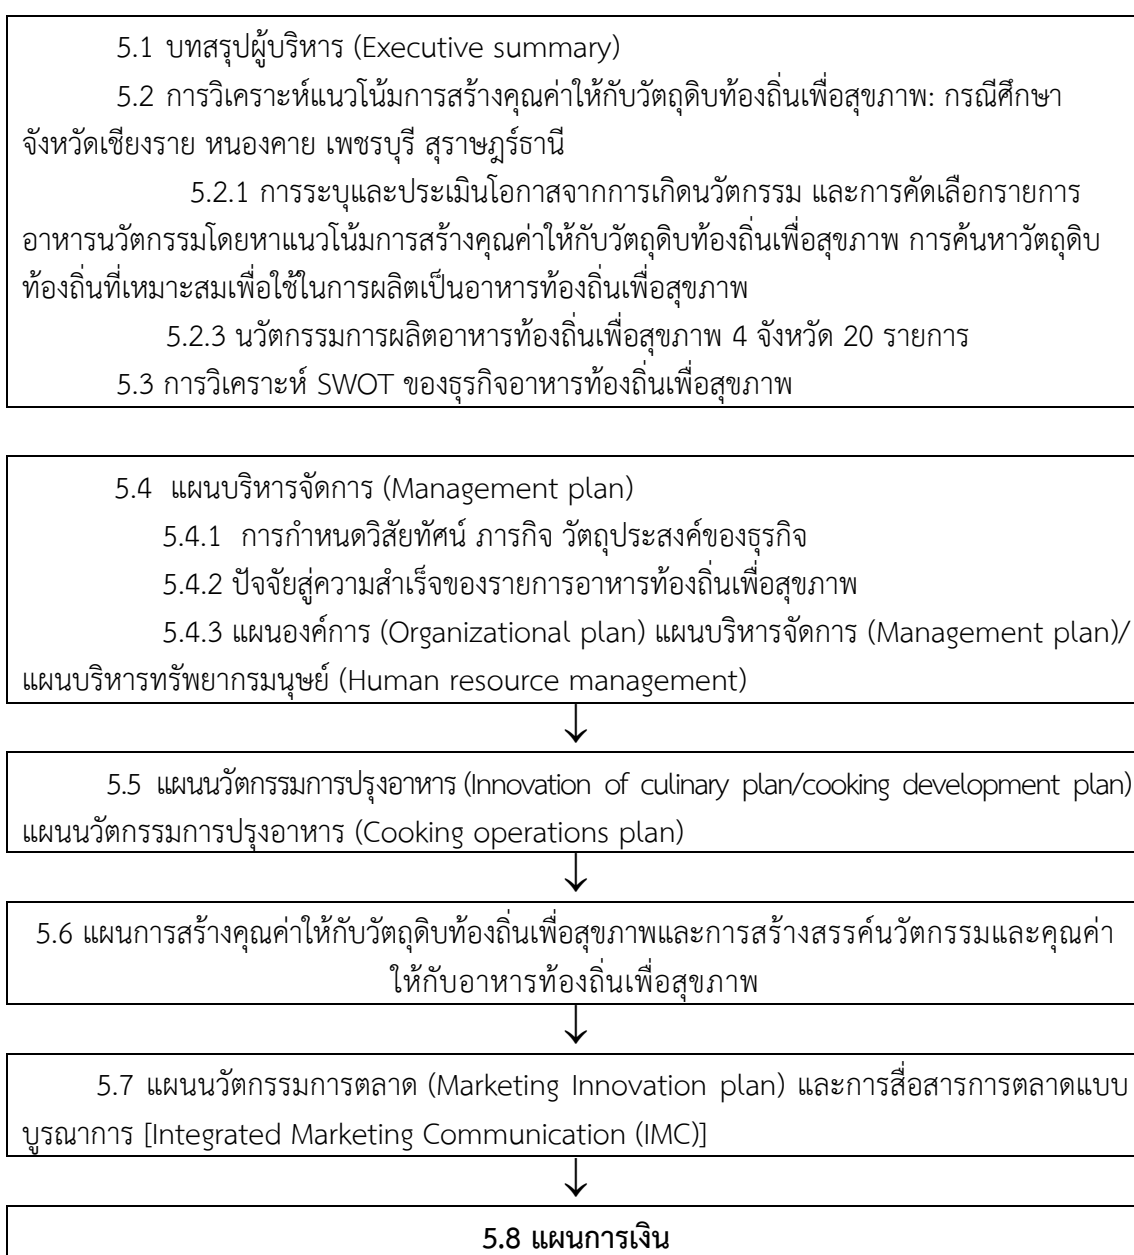 5.1 บทสรุปผู้บริหาร (Executive summary)
5.2 การวิเคราะห์แนวโน้มการสร้างคุณค่าให้กับวัตถุดิบท้องถิ่นเพื่อสุขภาพ: กรณีศึกษา
จังหวัดเชียงราย หนองคาย เพชรบุรี สุราษฎร์ธานี
5.2.1 การระบุและประเมินโอกาสจากการเกิดนวัตกรรม และการคัดเลือกรายการ
อาหารนวัตกรรมโดยหาแนวโน้มการสร้างคุณค่าให้กับวัตถุดิบท้องถิ่นเพื่อสุขภาพ การค้นหาวัตถุดิบ
ท้องถิ่นที่เหมาะสมเพื่อใช้ในการผลิตเป็นอาหารท้องถิ่นเพื่อสุขภาพ
5.2.3 นวัตกรรมการผลิตอาหารท้องถิ่นเพื่อสุขภาพ 4 จังหวัด 20 รายการ
5.3 การวิเคราะห์ SWOT ของธุรกิจอาหารท้องถิ่นเพื่อสุขภาพ
5.4 แผนบริหารจัดการ (Management plan)
5.4.1 การกำหนดวิสัยทัศน์ ภารกิจ วัตถุประสงค์ของธุรกิจ
5.4.2 ปัจจัยสู่ความสำเร็จของรายการอาหารท้องถิ่นเพื่อสุขภาพ
5.4.3 แผนองค์การ (Organizational plan) แผนบริหารจัดการ (Management plan)/
แผนบริหารทรัพยากรมนุษย์ (Human resource management)
↓
5.5 แผนนวัตกรรมการปรุงอาหาร (Innovation of culinary plan/cooking development plan)
แผนนวัตกรรมการปรุงอาหาร (Cooking operations plan)
↓
5.6 แผนการสร้างคุณค่าให้กับวัตถุดิบท้องถิ่นเพื่อสุขภาพและการสร้างสรรค์นวัตกรรมและคุณค่า
ให้กับอาหารท้องถิ่นเพื่อสุขภาพ
↓
5.7 แผนนวัตกรรมการตลาด (Marketing Innovation plan) และการสื่อสารการตลาดแบบ
บูรณาการ [Integrated Marketing Communication (IMC)]
↓
5.8 แผนการเงิน